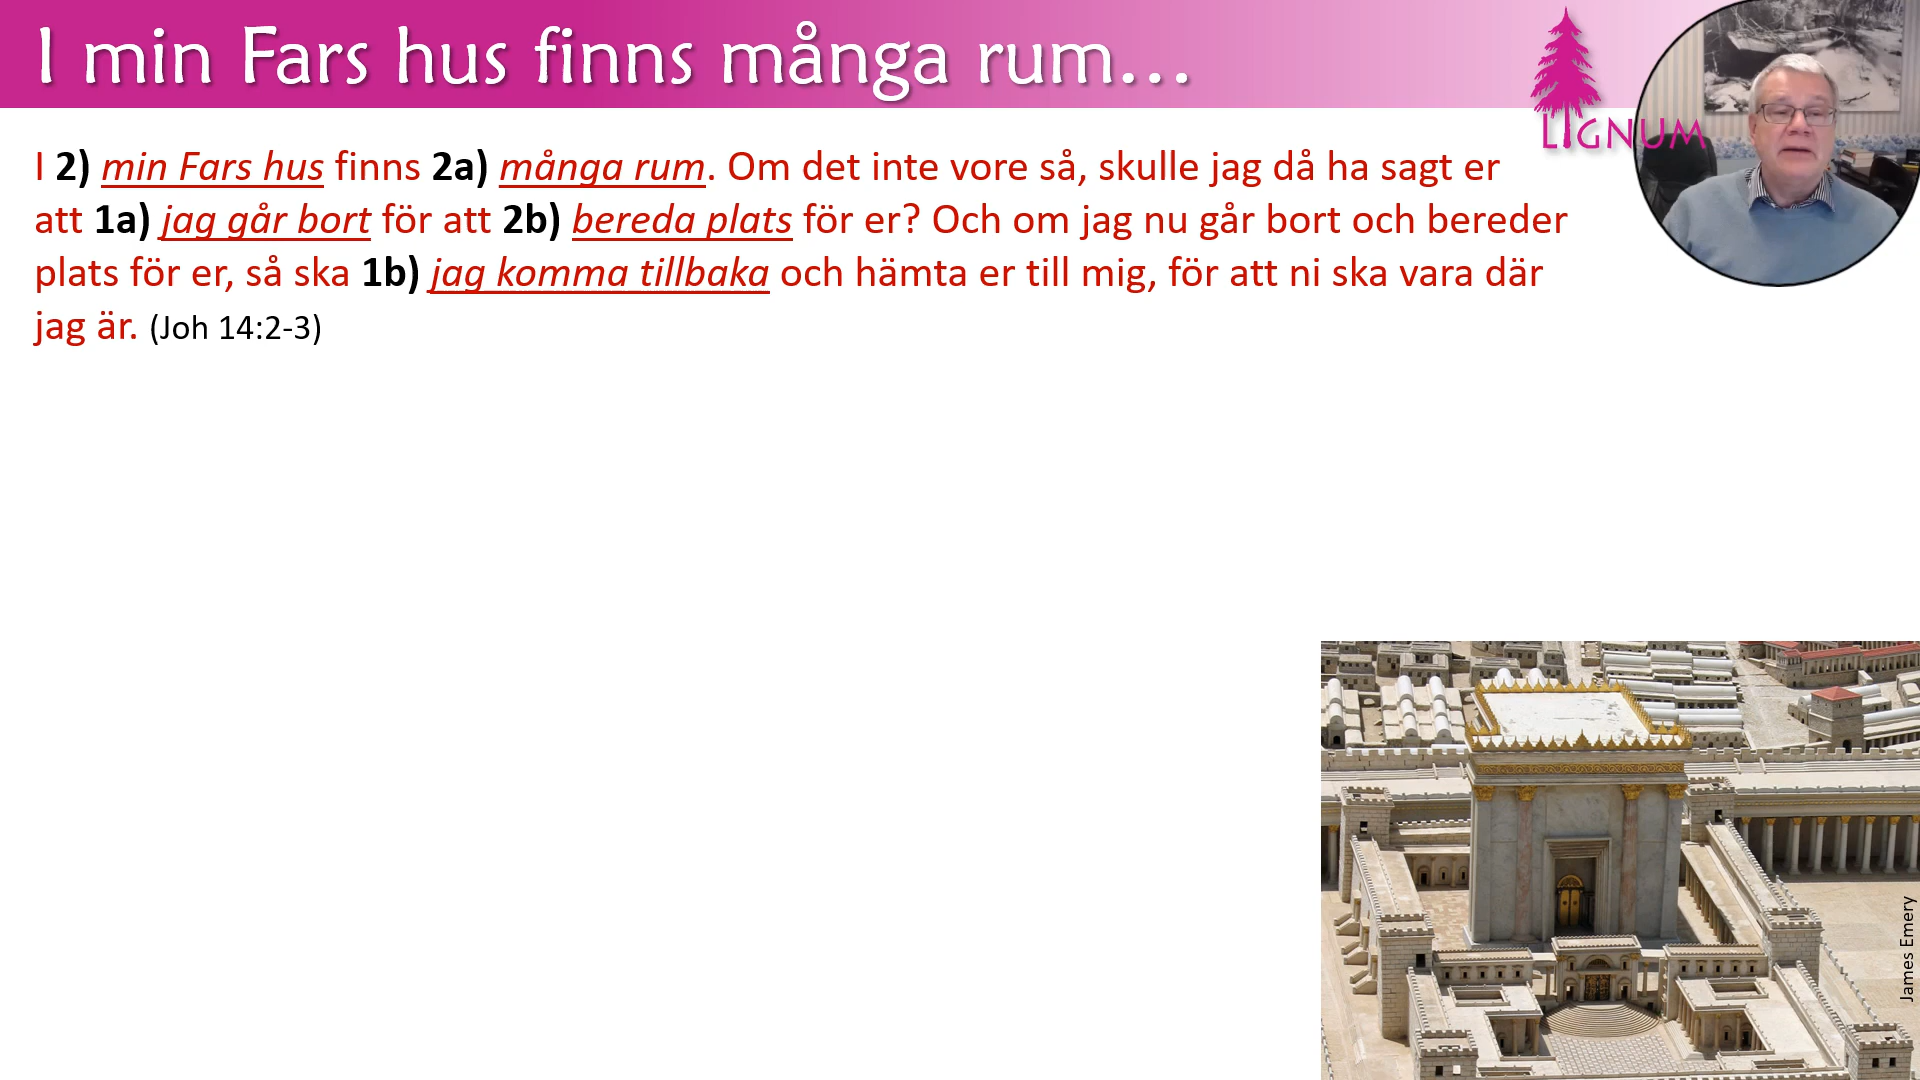 I min Fars hus finns många rum...
LIGNUM
I 2) min Fars hus finns 2a) många rum. Om det inte vore så, skulle jag då ha sagt er
att 1a) jag går bort för att 2b) bereda plats för er? Och om jag nu går bort och bereder
plats för er, så ska 1b) jag komma tillbaka och hämta er till mig, för att ni ska vara där
jag är. (Joh 14:2-3)
James Emery